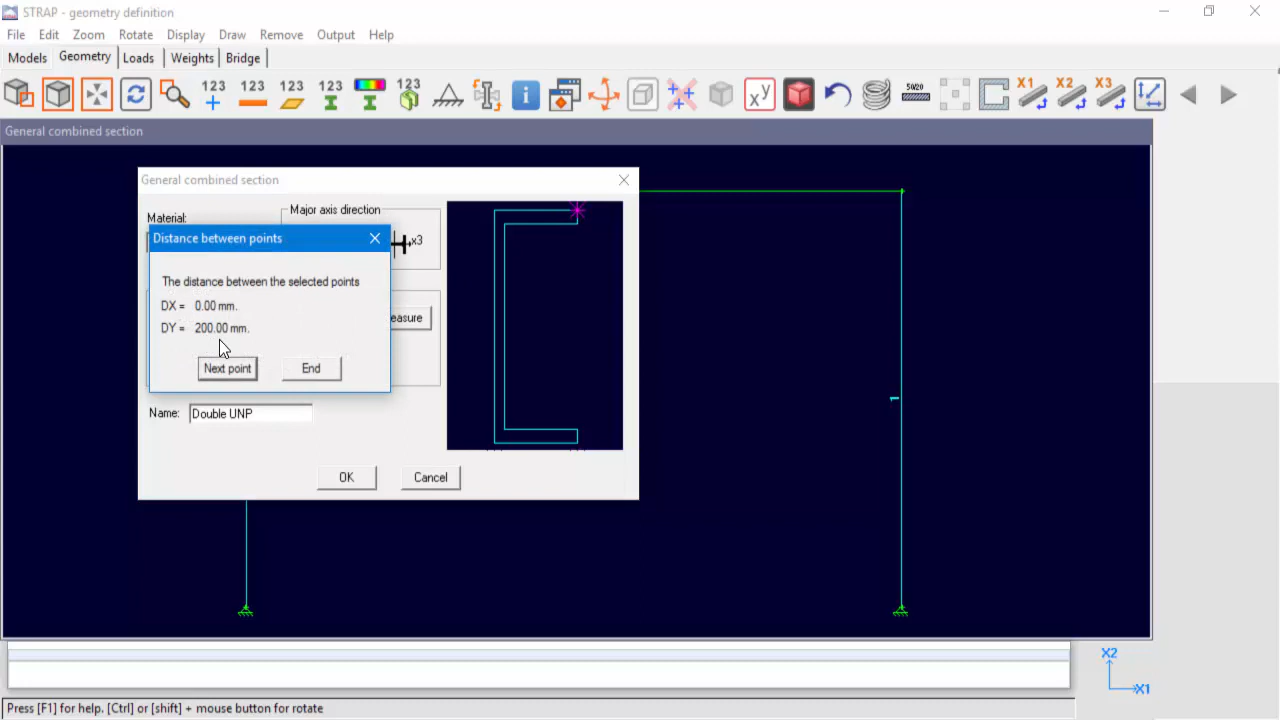 STRAP - geometry definition
File Edit Zoom Rotate Display Draw Remove Output Help
Models Geometry Loads Weights Bridge
123 123 123 123 123 i xy 50/20 X1 X2 X3
General combined section
General combined section
Material:
Major axis direction
x3
Distance between points
The distance between the selected points
DX = 0.00 mm.
DY = 200.00 mm.
easure
Next point End
Name: Double UNP
OK Cancel
1
X2
X1
Press [F1] for help. [Ctrl] or [shift] + mouse button for rotate